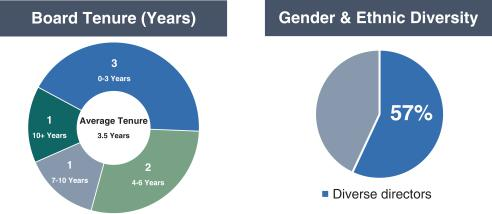 Board Tenure (Years)
3
0-3 Years
1
10+ Years
Average Tenure
3.5 Years
1
7-10 Years
2
4-6 Years
Gender & Ethnic Diversity
57%
Diverse directors